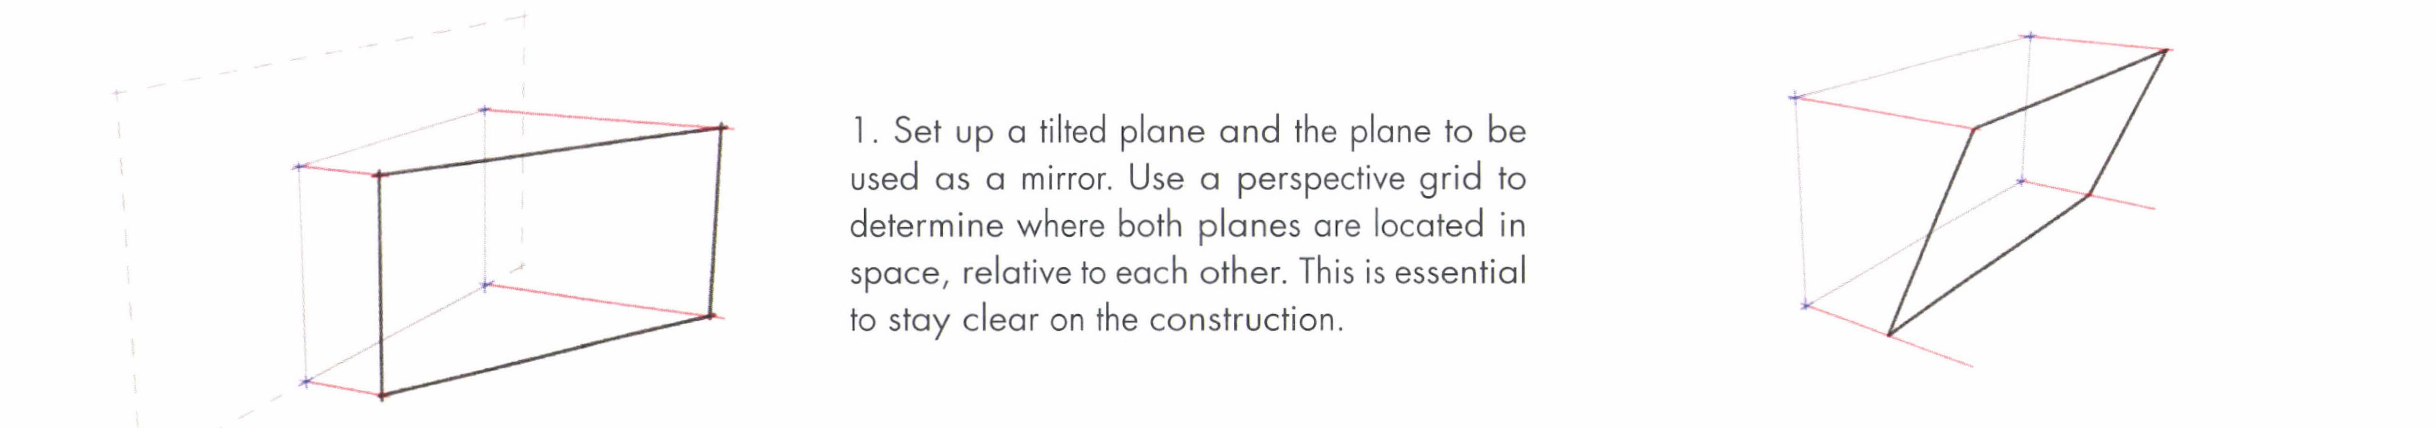 1. Set up a tilted plane and the plane to be
used as a mirror. Use a perspective grid to
determine where both planes are located in
space, relative to each other. This is essential
to stay clear on the construction.